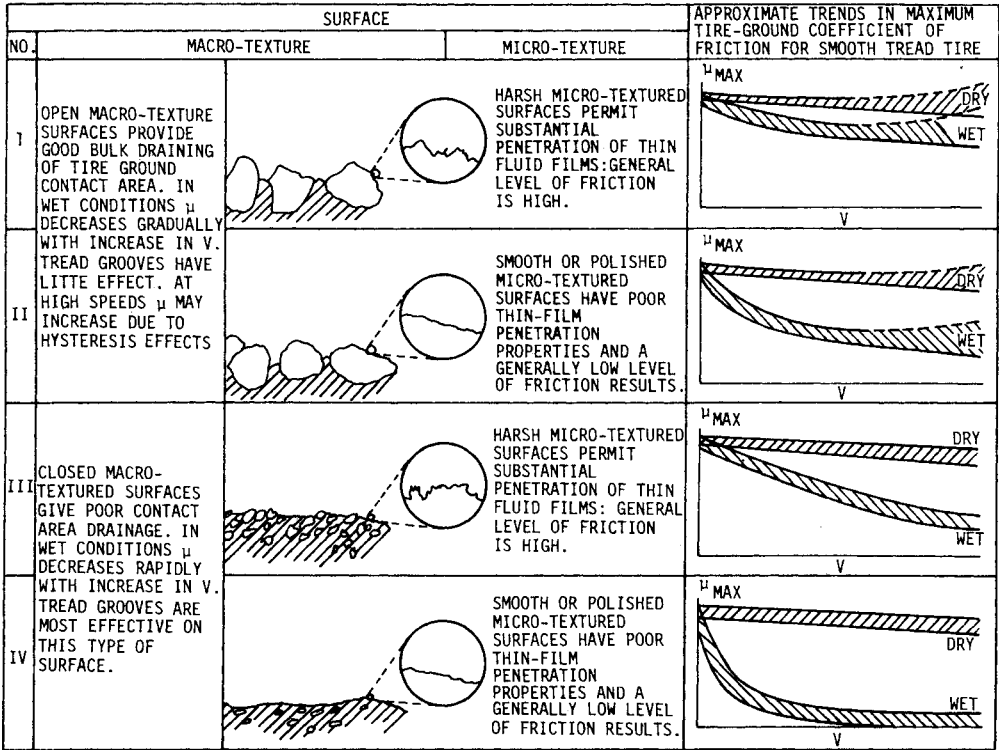 SURFACE
APPROXIMATE TRENDS IN MAXIMUM
TIRE-GROUND COEFFICIENT OF
FRICTION FOR SMOOTH TREAD TIRE
NO.
MACRO-TEXTURE
MICRO-TEXTURE
I
OPEN MACRO-TEXTURE
SURFACES PROVIDE
GOOD BULK DRAINING
OF TIRE GROUND
CONTACT AREA. IN
WET CONDITIONS μ
DECREASES GRADUALLY
WITH INCREASE IN V.
TREAD GROOVES HAVE
LITTE EFFECT. AT
HIGH SPEEDS μ MAY
INCREASE DUE TO
HYSTERESIS EFFECTS
HARSH MICRO-TEXTURED
SURFACES PERMIT
SUBSTANTIAL
PENETRATION OF THIN
FLUID FILMS:GENERAL
LEVEL OF FRICTION
IS HIGH.
μ MAX
DRY
WET
V
II
SMOOTH OR POLISHED
MICRO-TEXTURED
SURFACES HAVE POOR
THIN-FILM
PENETRATION
PROPERTIES AND A
GENERALLY LOW LEVEL
OF FRICTION RESULTS.
μ MAX
DRY
WET
V
III
CLOSED MACRO-
TEXTURED SURFACES
GIVE POOR CONTACT
AREA DRAINAGE. IN
WET CONDITIONS μ
DECREASES RAPIDLY
WITH INCREASE IN V.
TREAD GROOVES ARE
MOST EFFECTIVE ON
THIS TYPE OF
SURFACE.
HARSH MICRO-TEXTURED
SURFACES PERMIT
SUBSTANTIAL
PENETRATION OF THIN
FLUID FILMS: GENERAL
LEVEL OF FRICTION
IS HIGH.
μ MAX
DRY
WET
V
IV
SMOOTH OR POLISHED
MICRO-TEXTURED
SURFACES HAVE POOR
THIN-FILM
PENETRATION
PROPERTIES AND A
GENERALLY LOW LEVEL
OF FRICTION RESULTS.
μ MAX
DRY
WET
V